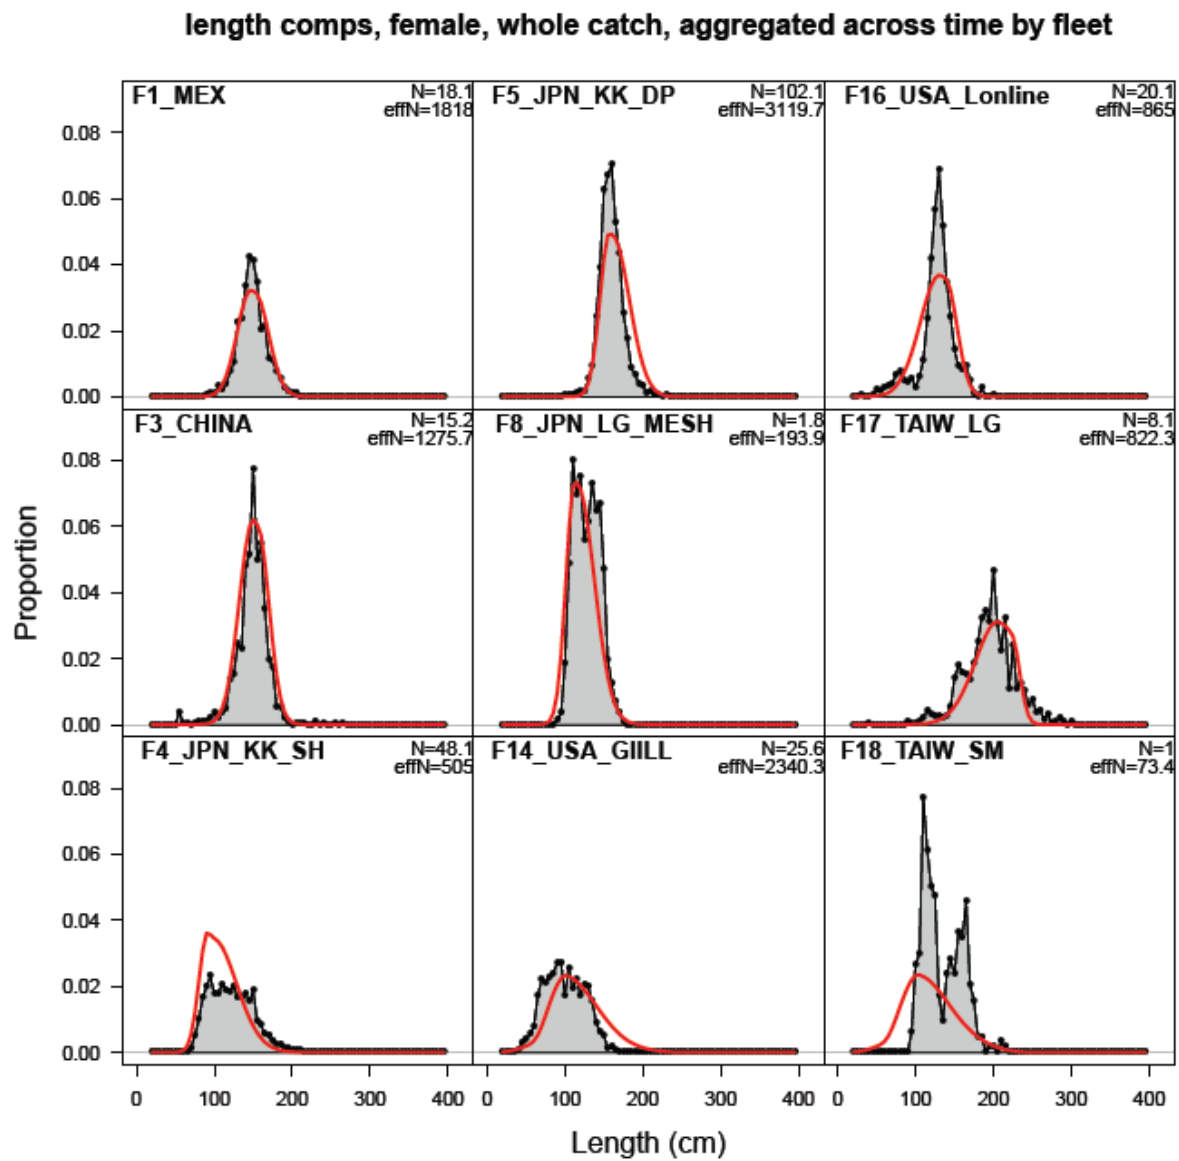 length comps, female, whole catch, aggregated across time by fleet
F1_MEX
N=18.1
effN=1818
F5_JPN_KK_DP
N=102.1
effN=3119.7
F16_USA_Lonline
N=20.1
effN=865
0.08
0.06
0.04
0.02
0.00
F3_CHINA
N=15.2
effN=1275.7
F8_JPN_LG_MESH
N=1.8
effN=193.9
F17_TAIW_LG
N=8.1
effN=822.3
0.08
0.06
0.04
0.02
0.00
F4_JPN_KK_SH
N=48.1
effN=505
F14_USA_GIILL
N=25.6
effN=2340.3
F18_TAIW_SM
N=1
effN=73.4
0.08
0.06
0.04
0.02
0.00
Proportion
0 100 200 300 400 0 100 200 300 400 0 100 200 300 400
Length (cm)